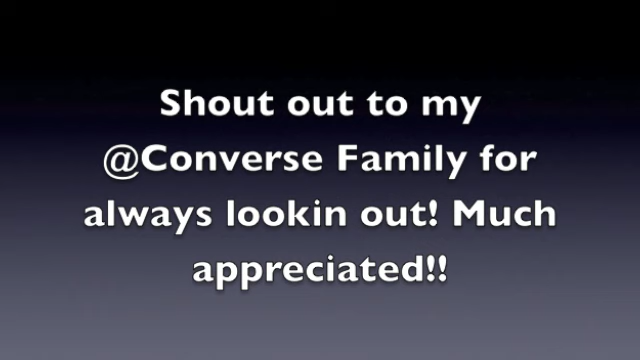 Shout out to my
@Converse Family for
always lookin out! Much
appreciated!!